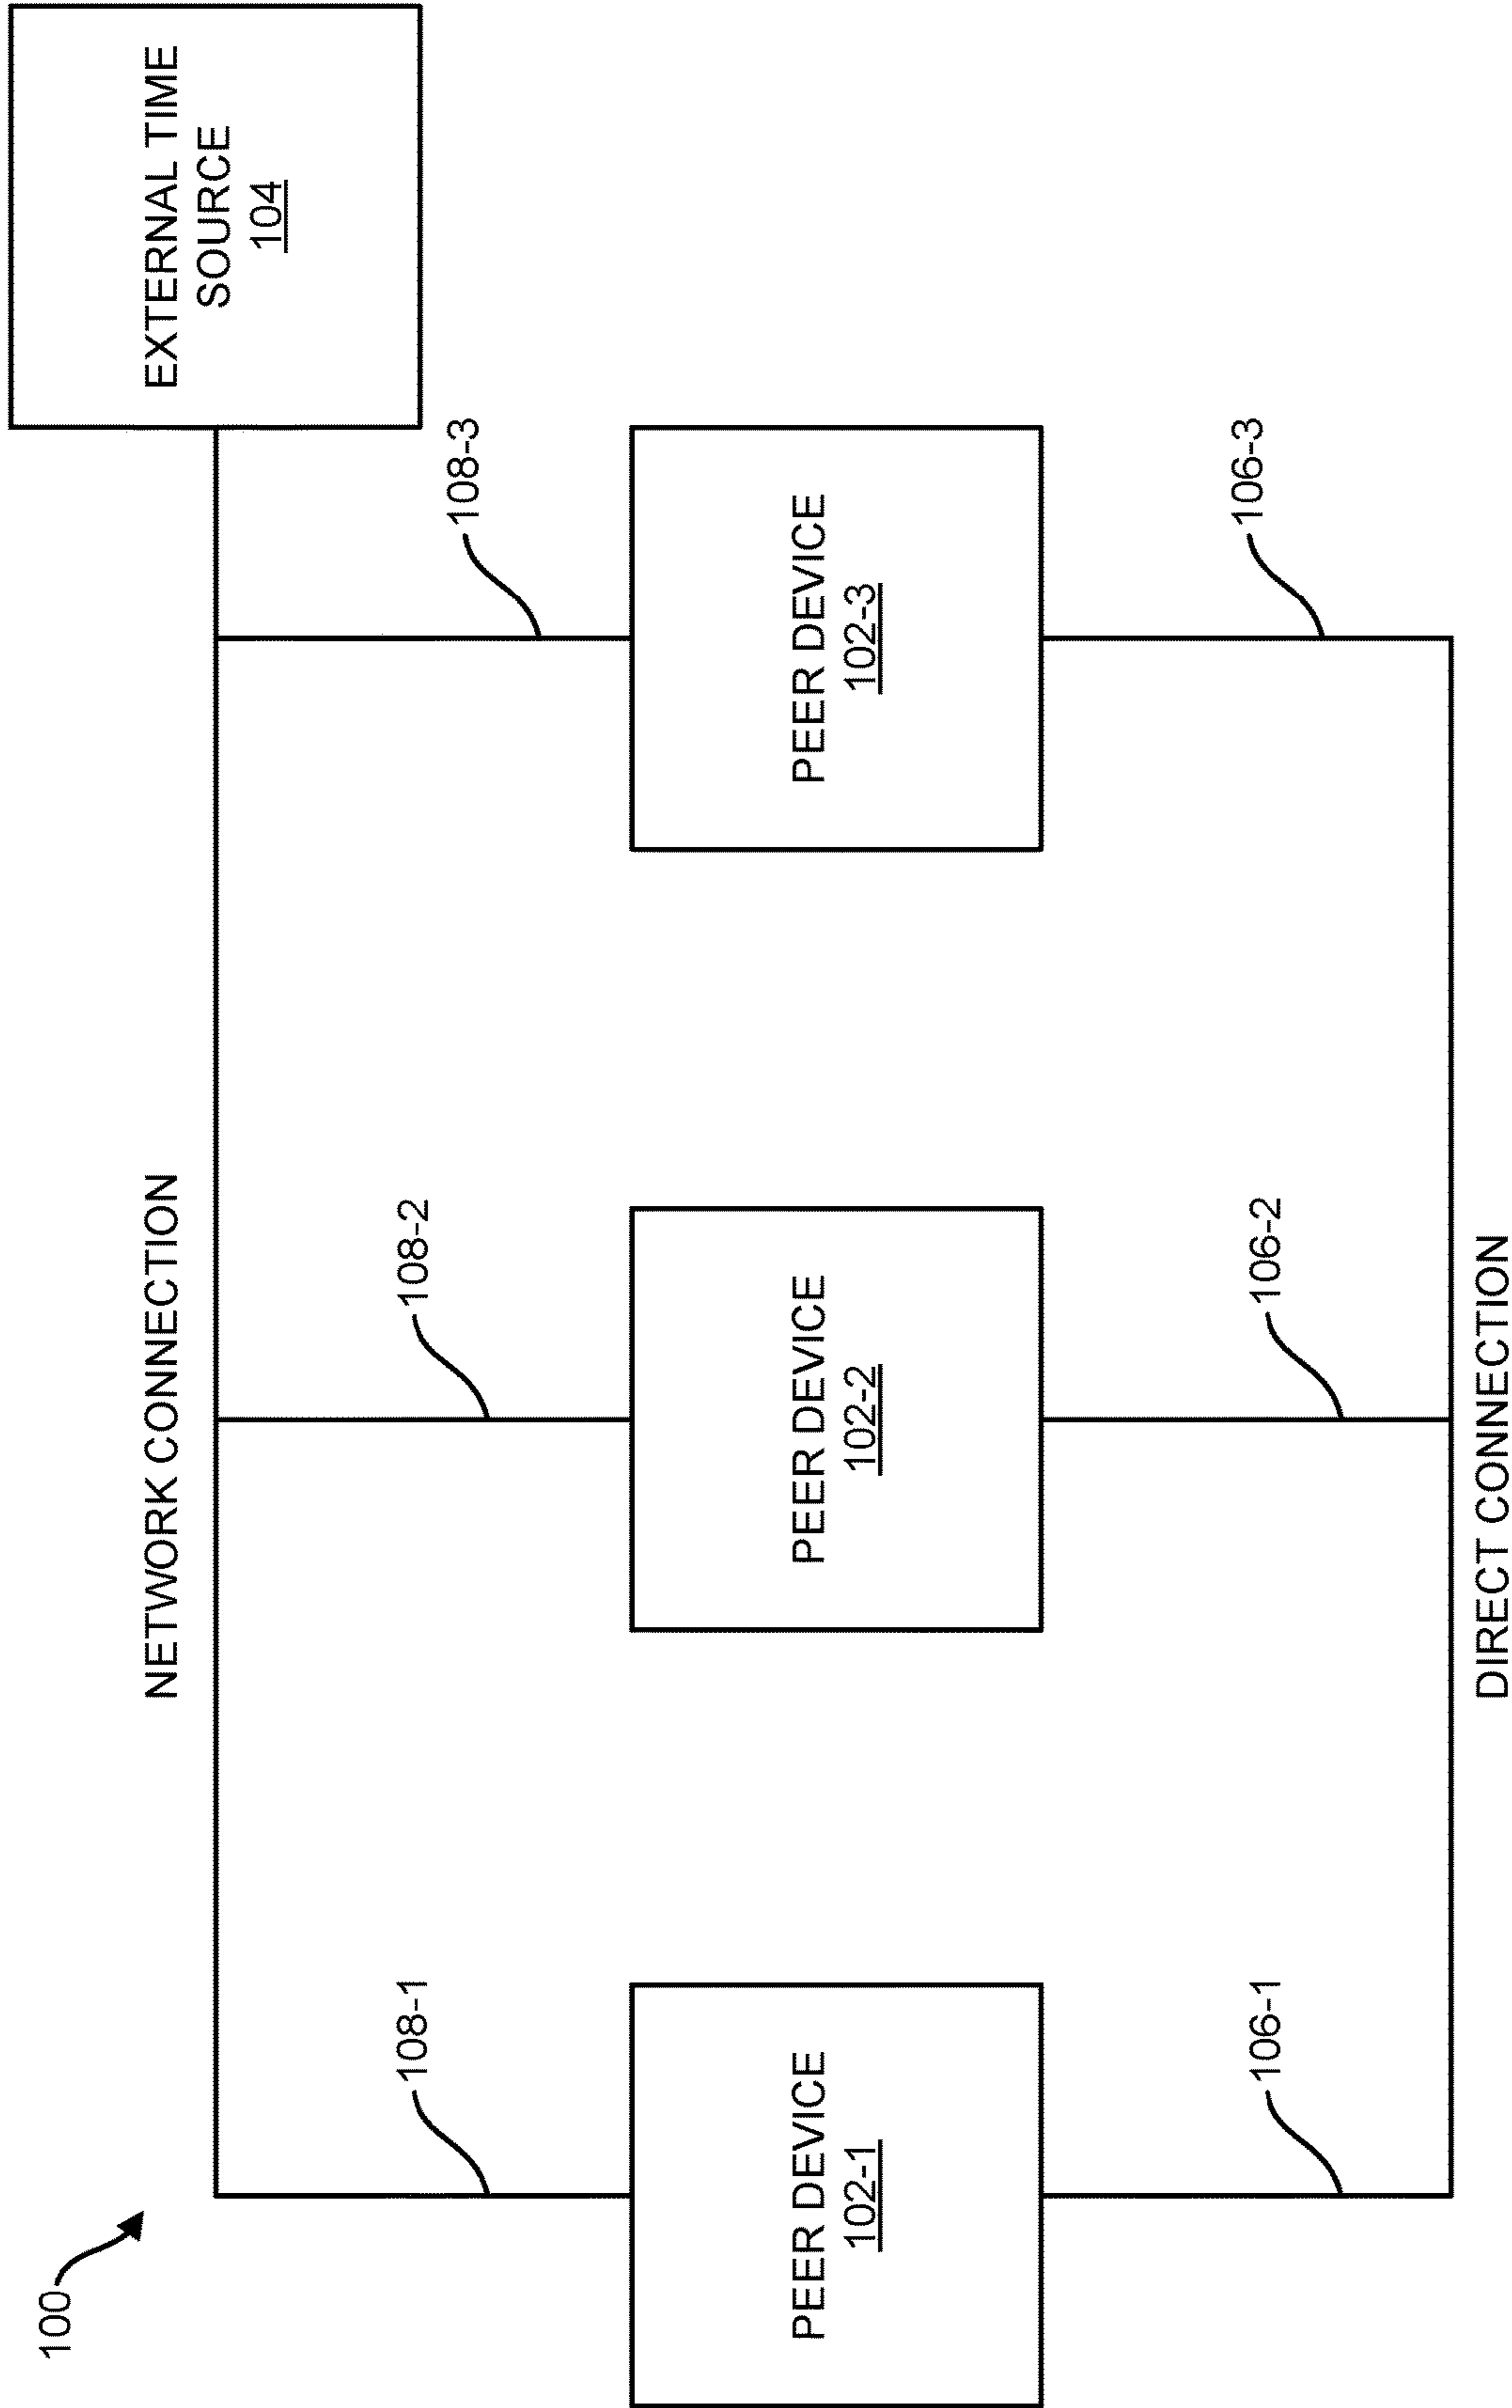 100
NETWORK CONNECTION
EXTERNAL TIME
SOURCE
104
108-1
108-2
108-3
PEER DEVICE
102-1
PEER DEVICE
102-2
PEER DEVICE
102-3
106-1
106-2
106-3
DIRECT CONNECTION